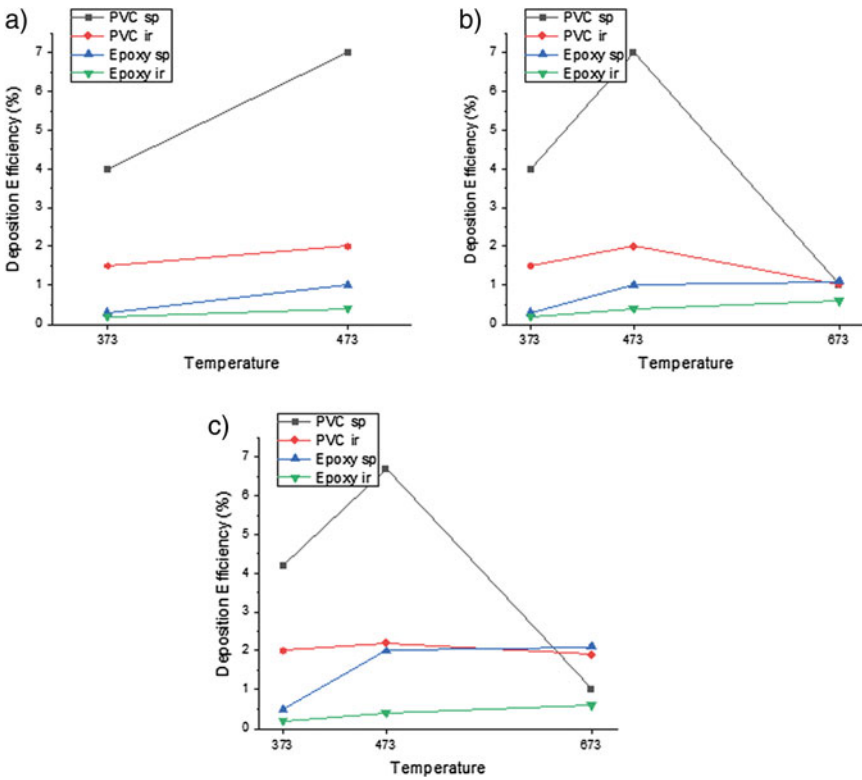 a)
PVC sp
PVC ir
Epoxy sp
Epoxy ir
7
6
5
4
3
2
1
0
Deposition Efficiency (%)
373
473
Temperature
b)
PVC sp
PVC ir
Epoxy sp
Epoxy ir
7
6
5
4
3
2
1
0
Deposition Efficiency (%)
373
473
673
Temperature
c)
PVC sp
PVC ir
Epoxy sp
Epoxy ir
7
6
5
4
3
2
1
0
Deposition Efficiency (%)
373
473
673
Temperature